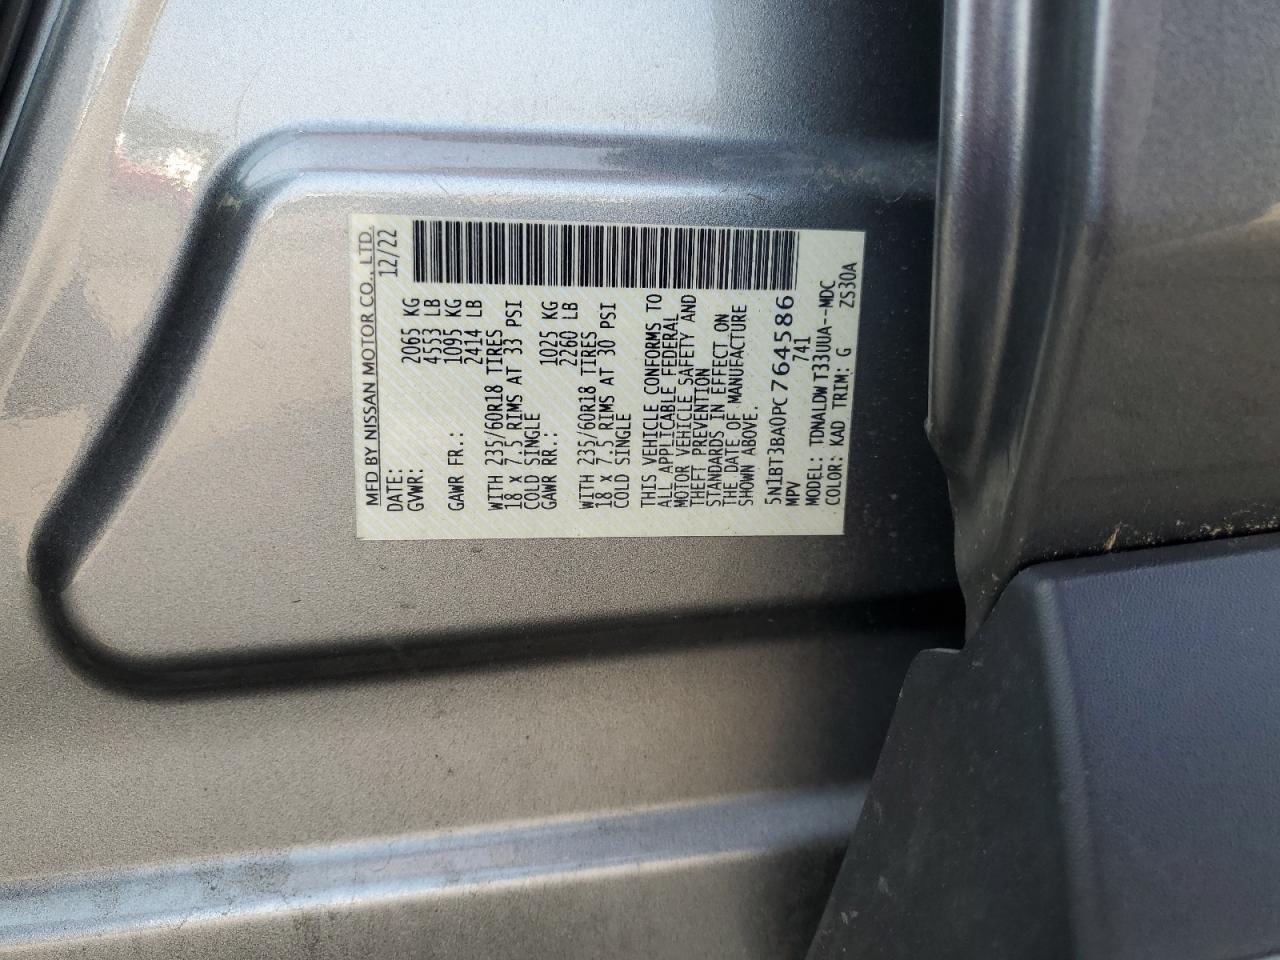 MFD BY NISSAN MOTOR CO., LTD.
DATE: 12/22
GVWR: 2065 KG
4553 LB
GAWR FR.: 1095 KG
2414 LB
WITH 235/60R18 TIRES
18 X 7.5 RIMS AT 33 PSI
COLD SINGLE
GAWR RR.: 1025 KG
2260 LB
WITH 235/60R18 TIRES
18 X 7.5 RIMS AT 30 PSI
COLD SINGLE
THIS VEHICLE CONFORMS TO
ALL APPLICABLE FEDERAL
MOTOR VEHICLE SAFETY AND
THEFT PREVENTION
STANDARDS IN EFFECT ON
THE DATE OF MANUFACTURE
SHOWN ABOVE.
5N1BT3BA0PC764586
MPV 741
MODEL: TDNALDWT33UUA--MDC
COLOR: KAD TRIM: G ZS30A